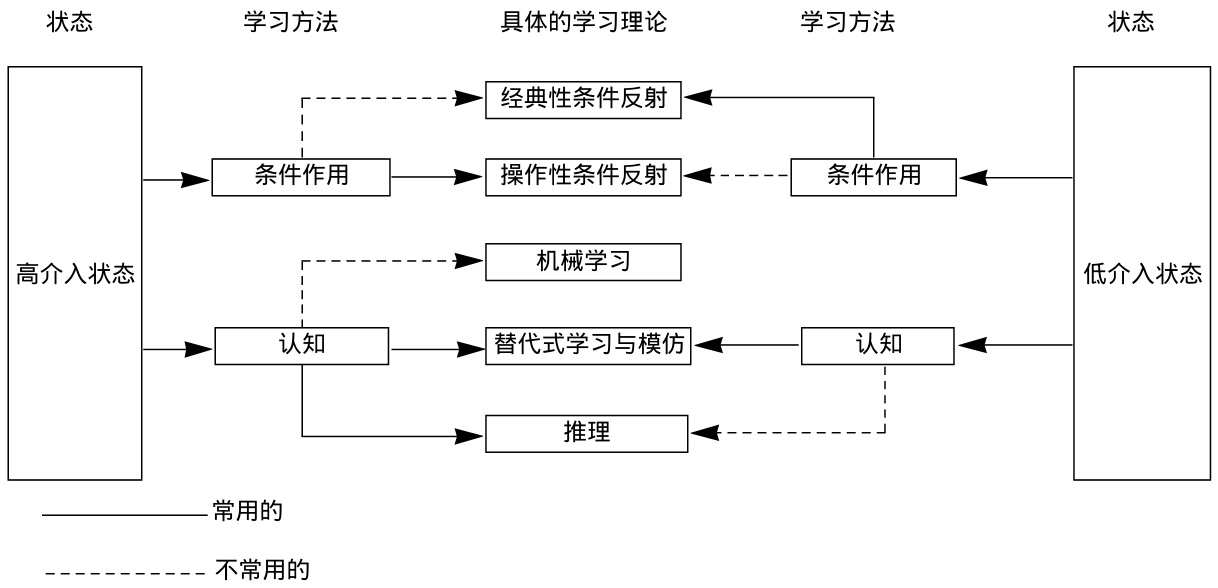 状态 学习方法 具体的学习理论 学习方法 状态
经典性条件反射
条件作用 操作性条件反射 条件作用
高介入状态 机械学习 低介入状态
认知 替代式学习与模仿 认知
推理
常用的
不常用的